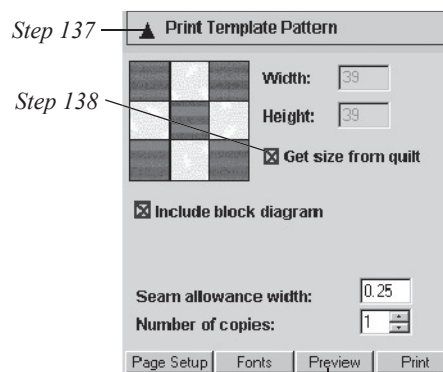 Step 137
Print Template Pattern
Width: 39
Step 138
Height: 39
Get size from quilt
Include block diagram
Seam allowance width: 0.25
Number of copies: 1
Page Setup Fonts Preview Print